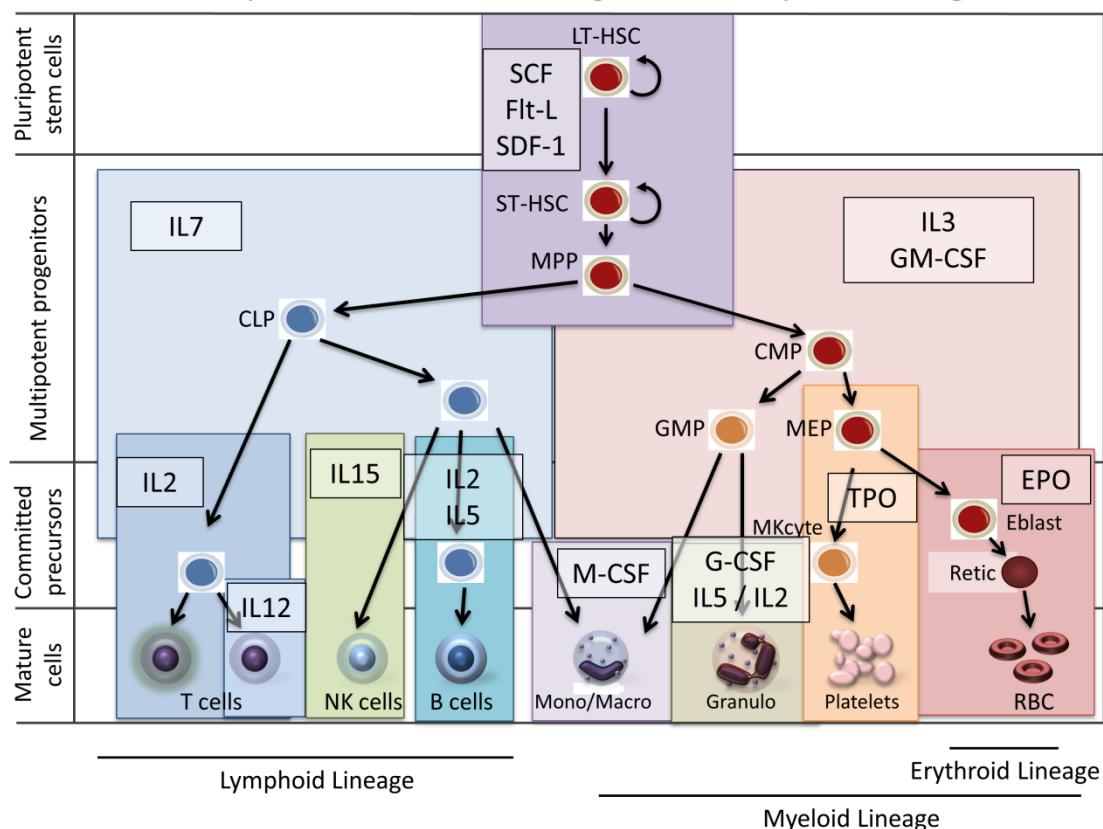 LT-HSC
Pluripotent
stem cells
SCF
Flt-L
SDF-1
ST-HSC
MPP
Multipotent progenitors
IL7
IL3
GM-CSF
CLP
CMP
GMP
MEP
Committed
precursors
IL2
IL15
IL2
IL5
TPO
EPO
MKcyte
Eblast
Retic
M-CSF
G-CSF
IL5 / IL2
IL12
Mature
cells
T cells
NK cells
B cells
Mono/Macro
Granulo
Platelets
RBC
Lymphoid Lineage
Erythroid Lineage
Myeloid Lineage